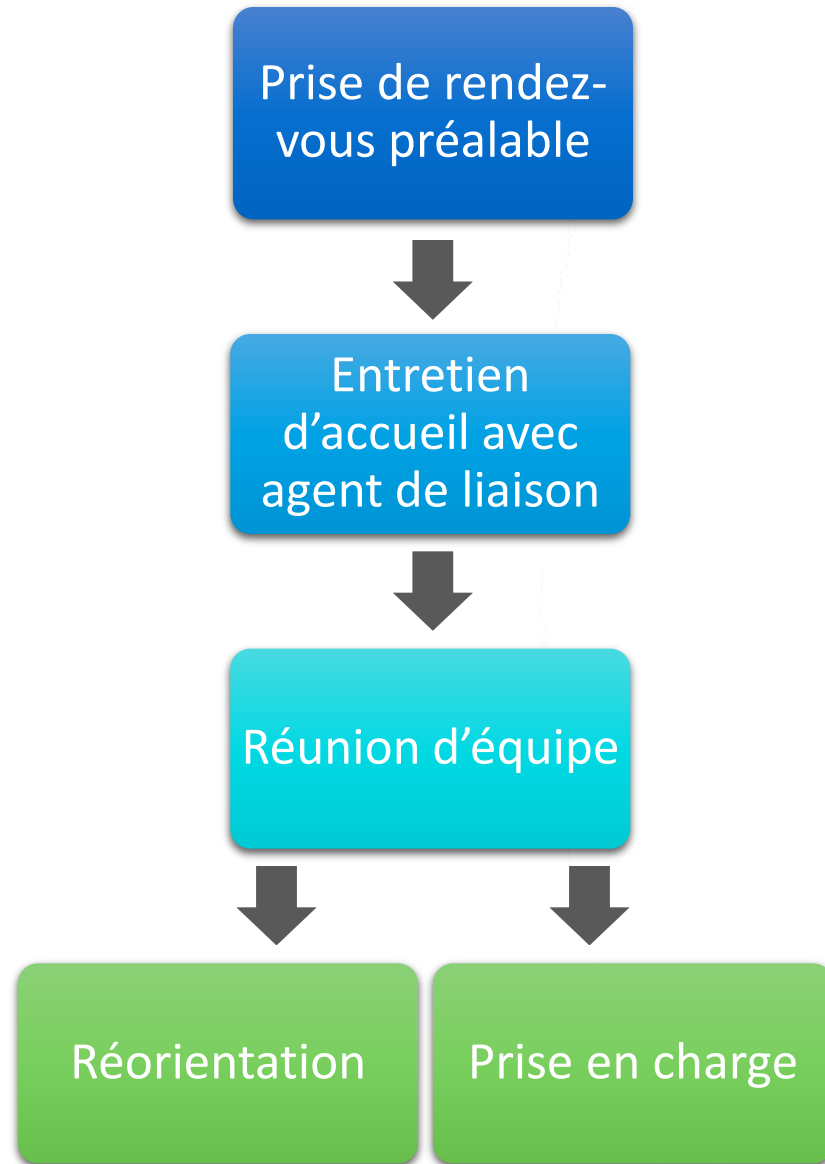 Prise de rendez-
vous préalable
Entretien
d’accueil avec
agent de liaison
Réunion d’équipe
Réorientation
Prise en charge